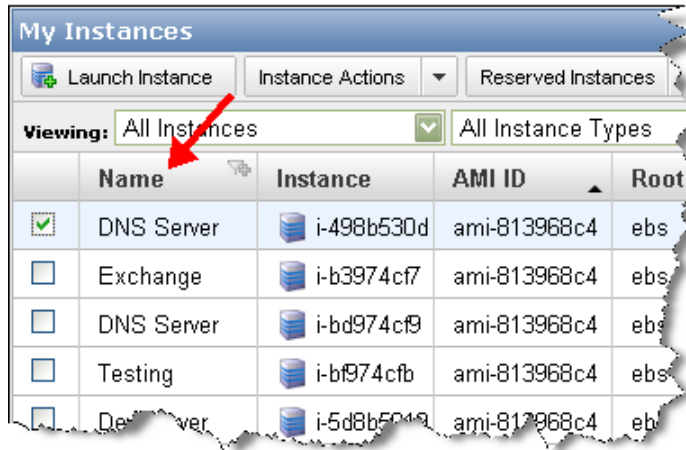 My Instances
Launch Instance Instance Actions Reserved Instances
Viewing: All Instances All Instance Types
Name Instance AMI ID Root
DNS Server i-498b530d ami-813968c4 ebs
Exchange i-b3974cf7 ami-813968c4 ebs
DNS Server i-bd974cf9 ami-813968c4 ebs
Testing i-bf974cfb ami-813968c4 ebs